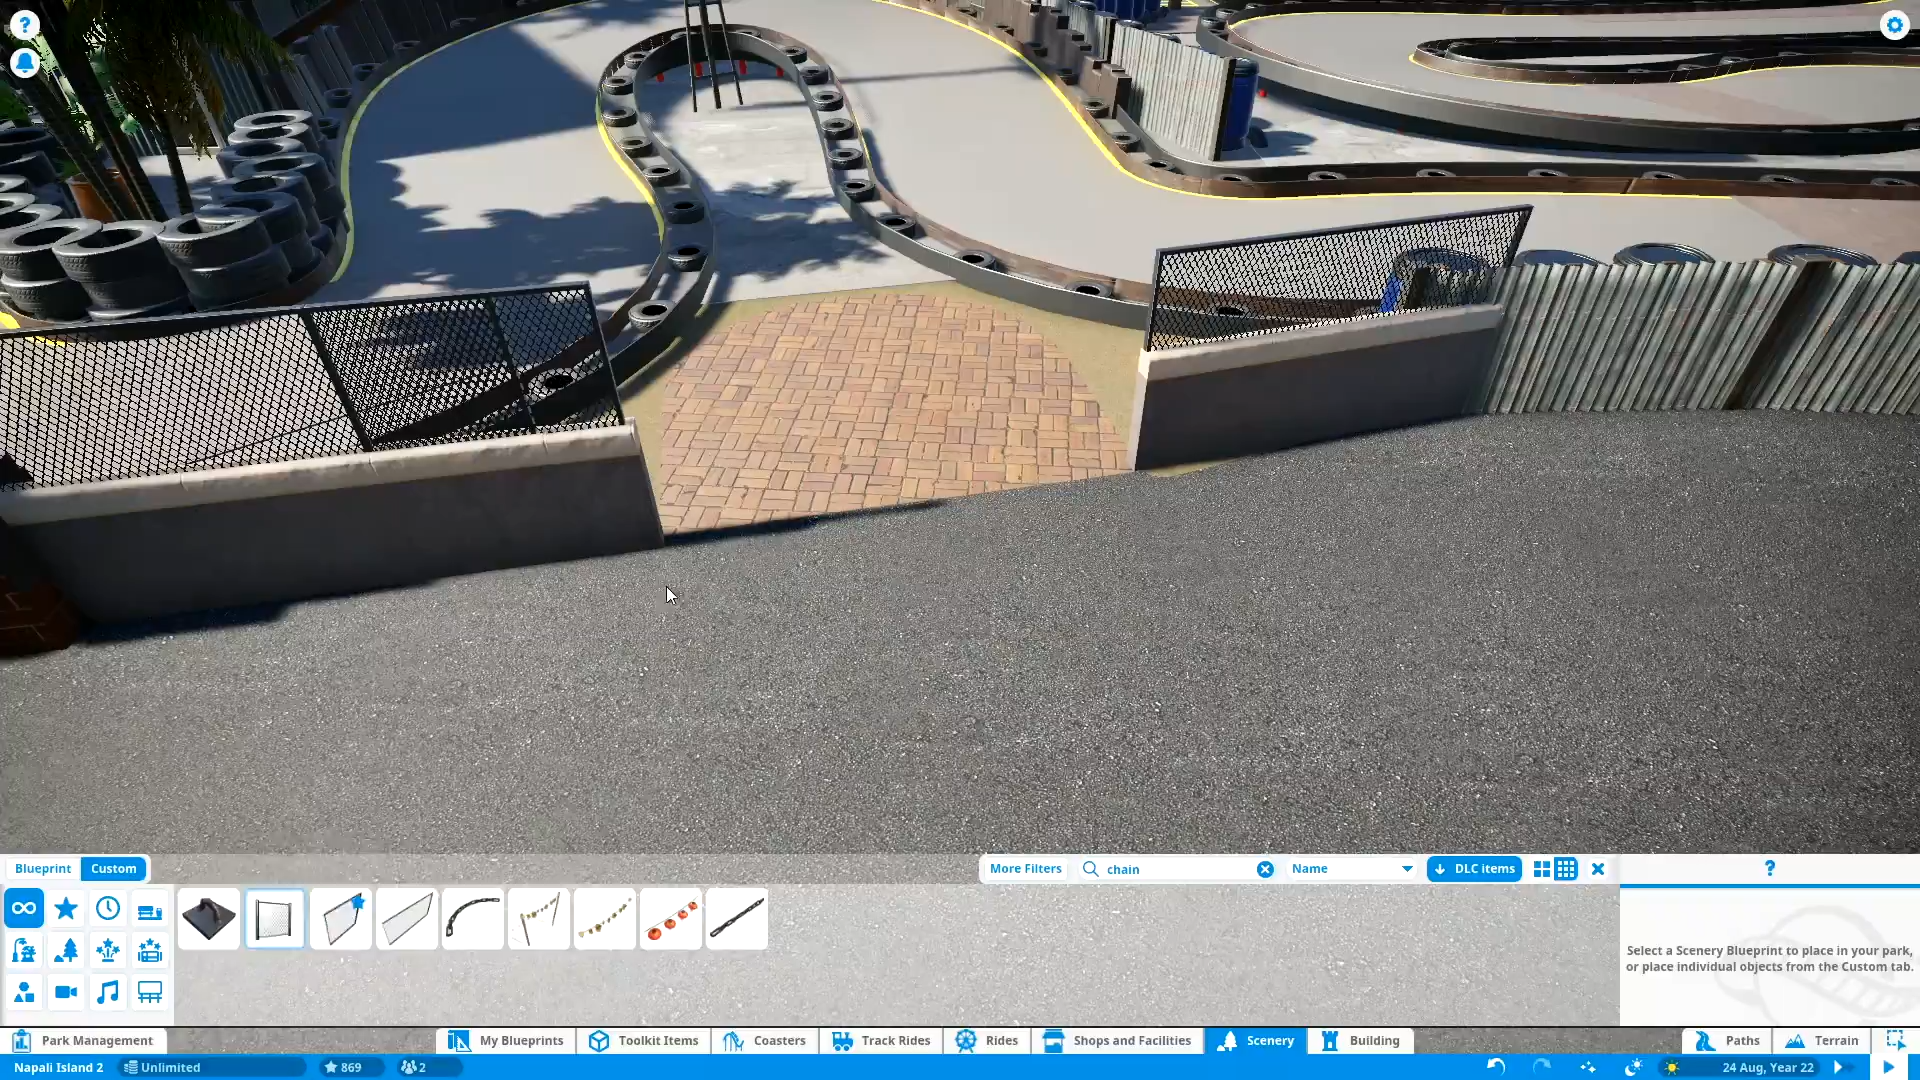 ?
Blueprint
Custom
More Filters
chain
Name
DLC items
?
Select a Scenery Blueprint to place in your park,
or place individual objects from the Custom tab.
Park Management
My Blueprints
Toolkit Items
Coasters
Track Rides
Rides
Shops and Facilities
Scenery
Building
Paths
Terrain
Napali Island 2
Unlimited
869
2
24 Aug, Year 22